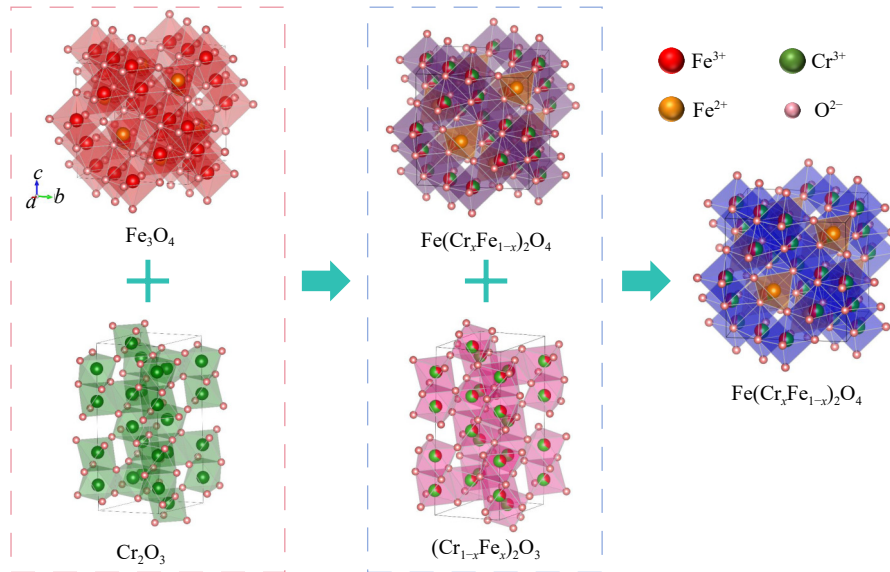 Fe³⁺
Cr³⁺
Fe²⁺
O²⁻
c
a
b
Fe₃O₄
Fe(CrₓFe₁₋ₓ)₂O₄
Fe(CrₓFe₁₋ₓ)₂O₄
Cr₂O₃
(Cr₁₋ₓFeₓ)₂O₃